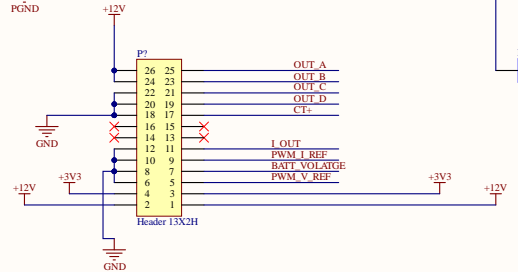 PGND
+12V
P?
26 25 OUT_A
24 23 OUT_B
22 21 OUT_C
20 19 OUT_D
18 17 CT+
GND
16 15
14 13
12 11 I_OUT
10 9 PWM_I_REF
8 7 BATT_VOLATGE
+3V3 6 5 PWM_V_REF +3V3
+12V 4 3 +12V
2 1
Header 13X2H
GND